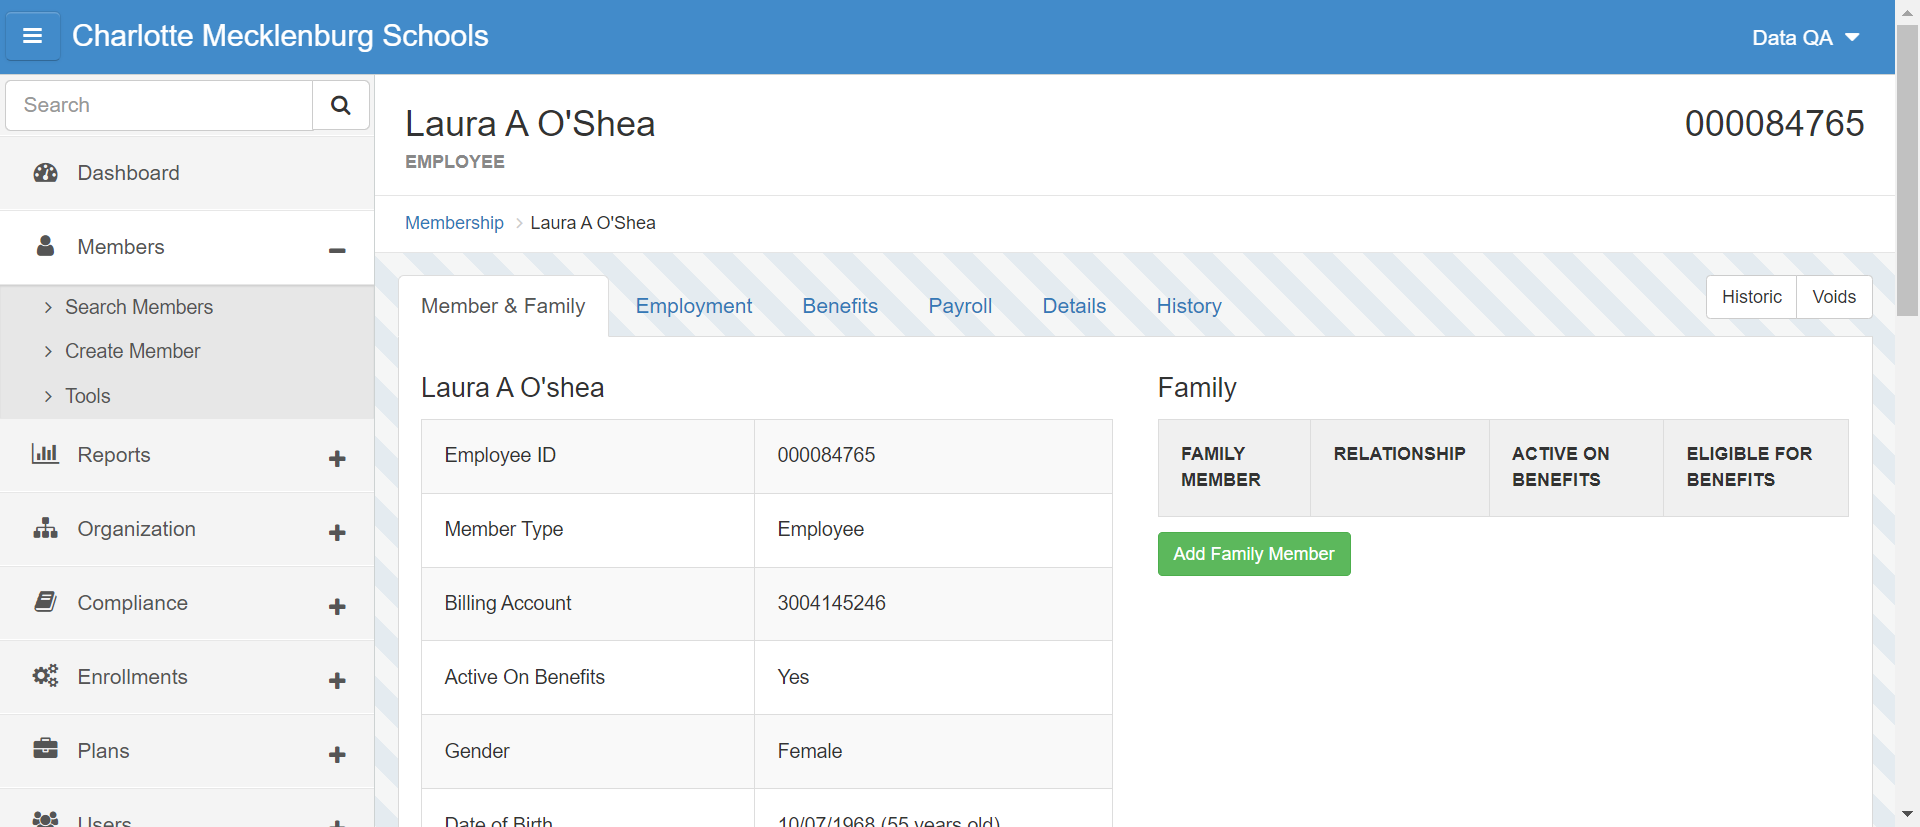 Charlotte Mecklenburg Schools
Data QA
Search
Dashboard
Members
Search Members
Create Member
Tools
Reports
Organization
Compliance
Enrollments
Plans
Users
Laura A O'Shea
000084765
EMPLOYEE
Membership > Laura A O'Shea
Member & Family
Employment
Benefits
Payroll
Details
History
Historic
Voids
Laura A O'shea
Employee ID 000084765
Member Type Employee
Billing Account 3004145246
Active On Benefits Yes
Gender Female
Date of Birth 10/07/1968 (55 years old)
Family
FAMILY MEMBER
RELATIONSHIP
ACTIVE ON BENEFITS
ELIGIBLE FOR BENEFITS
Add Family Member